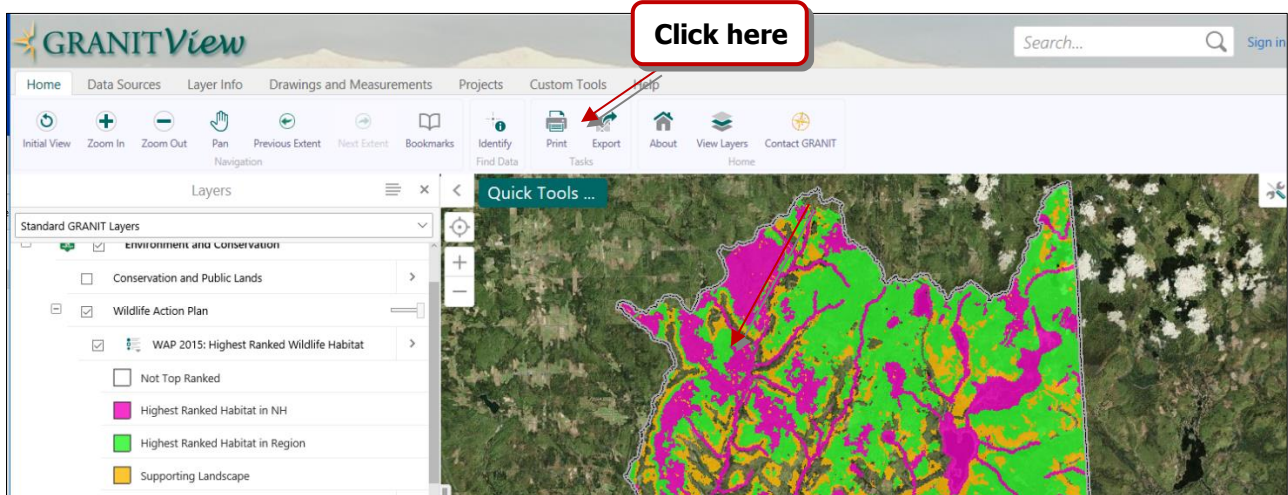 Click here
GRANITView
Search...
Sign in
Home Data Sources Layer Info Drawings and Measurements Projects Custom Tools Help
Initial View Zoom In Zoom Out Pan Previous Extent Next Extent Bookmarks Identify Print Export About View Layers Contact GRANIT
Navigation Find Data Tasks Home
Layers
Quick Tools ...
Standard GRANIT Layers
Environment and Conservation
Conservation and Public Lands
Wildlife Action Plan
WAP 2015: Highest Ranked Wildlife Habitat
Not Top Ranked
Highest Ranked Habitat in NH
Highest Ranked Habitat in Region
Supporting Landscape